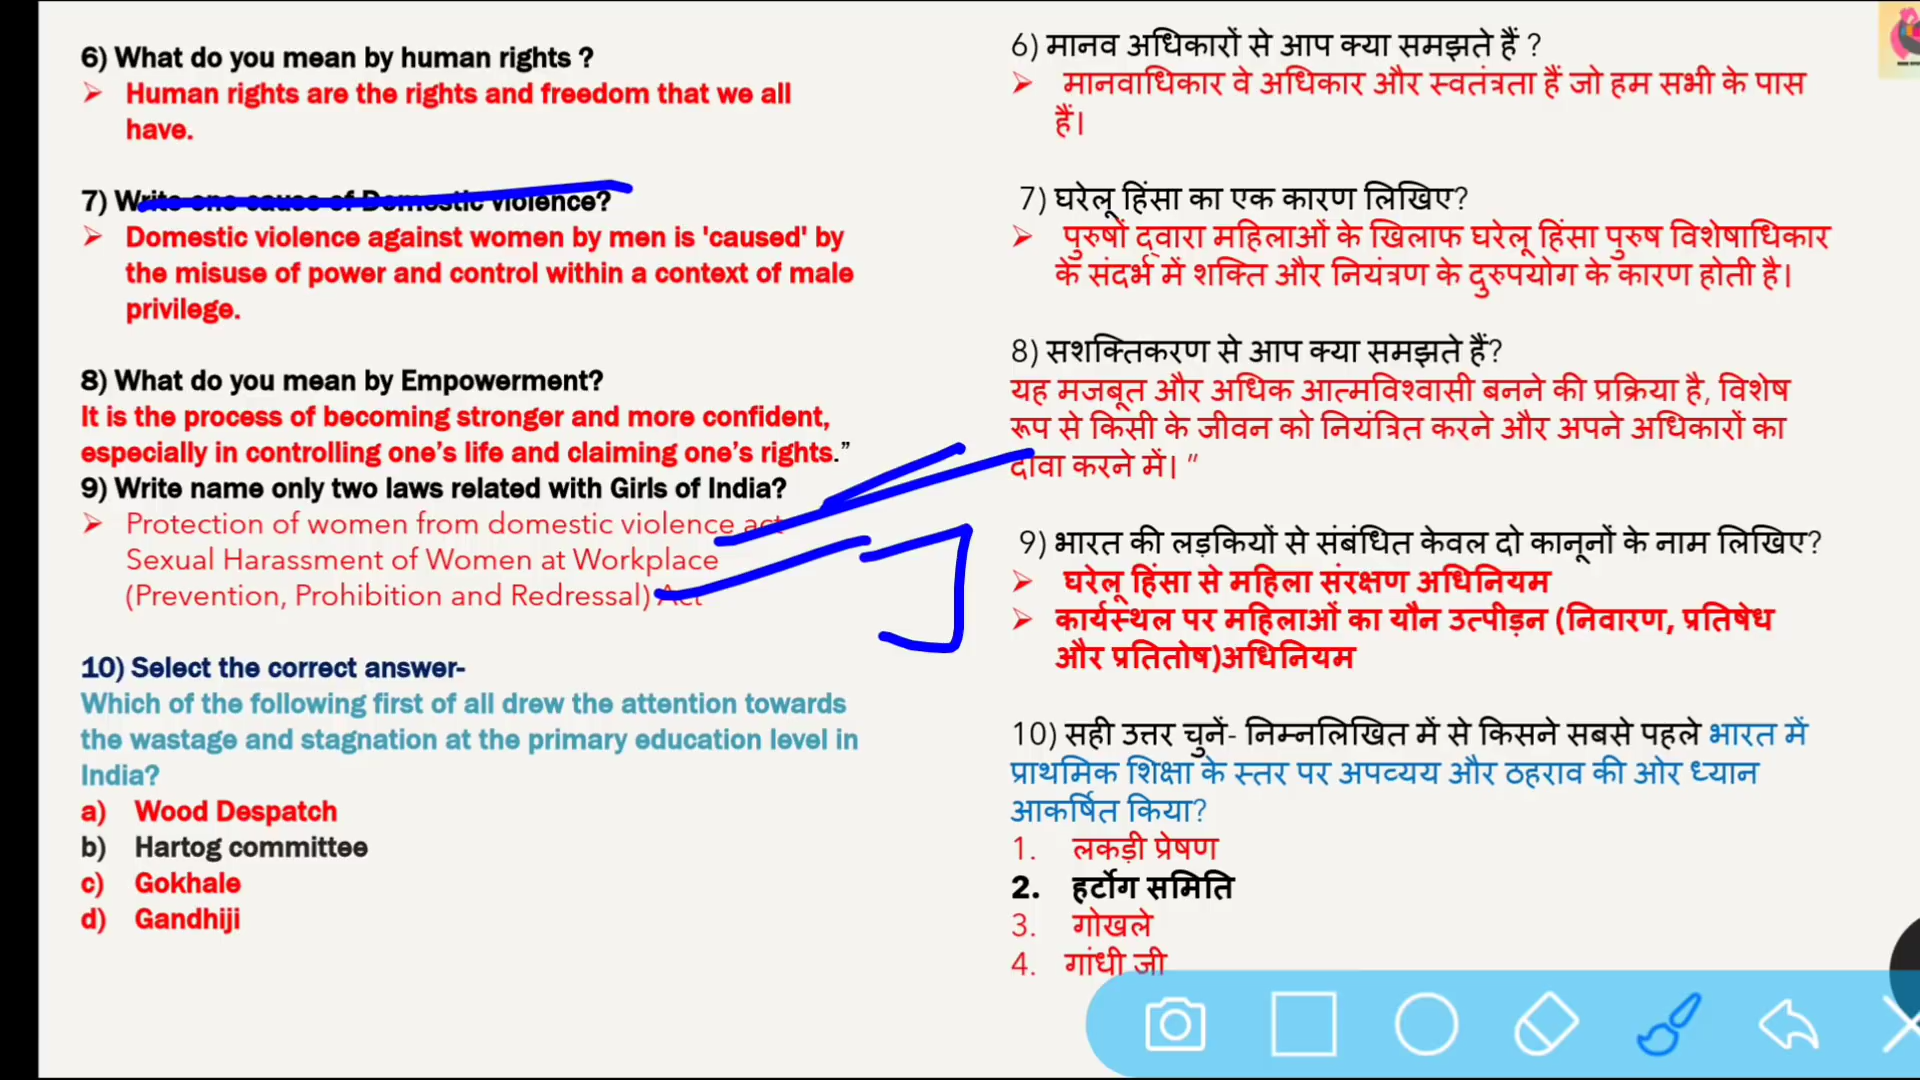 6) What do you mean by human rights ?
Human rights are the rights and freedom that we all
have.
7) Write one cause of Domestic violence?
Domestic violence against women by men is 'caused' by
the misuse of power and control within a context of male
privilege.
8) What do you mean by Empowerment?
It is the process of becoming stronger and more confident,
especially in controlling one’s life and claiming one’s rights.”
9) Write name only two laws related with Girls of India?
Protection of women from domestic violence act
Sexual Harassment of Women at Workplace
(Prevention, Prohibition and Redressal) Act
10) Select the correct answer-
Which of the following first of all drew the attention towards
the wastage and stagnation at the primary education level in
India?
a) Wood Despatch
b) Hartog committee
c) Gokhale
d) Gandhiji
6) मानव अधिकारों से आप क्या समझते हैं ?
मानवाधिकार वे अधिकार और स्वतंत्रता हैं जो हम सभी के पास
हैं।
7) घरेलू हिंसा का एक कारण लिखिए?
पुरुषों द्वारा महिलाओं के खिलाफ घरेलू हिंसा पुरुष विशेषाधिकार
के संदर्भ में शक्ति और नियंत्रण के दुरुपयोग के कारण होती है।
8) सशक्तिकरण से आप क्या समझते हैं?
यह मजबूत और अधिक आत्मविश्वासी बनने की प्रक्रिया है, विशेष
रूप से किसी के जीवन को नियंत्रित करने और अपने अधिकारों का
दावा करने में। ”
9) भारत की लड़कियों से संबंधित केवल दो कानूनों के नाम लिखिए?
घरेलू हिंसा से महिला संरक्षण अधिनियम
कार्यस्थल पर महिलाओं का यौन उत्पीड़न (निवारण, प्रतिषेध
और प्रतितोष)अधिनियम
10) सही उत्तर चुनें- निम्नलिखित में से किसने सबसे पहले भारत में
प्राथमिक शिक्षा के स्तर पर अपव्यय और ठहराव की ओर ध्यान
आकर्षित किया?
1. लकड़ी प्रेषण
2. हर्टोग समिति
3. गोखले
4. गांधी जी